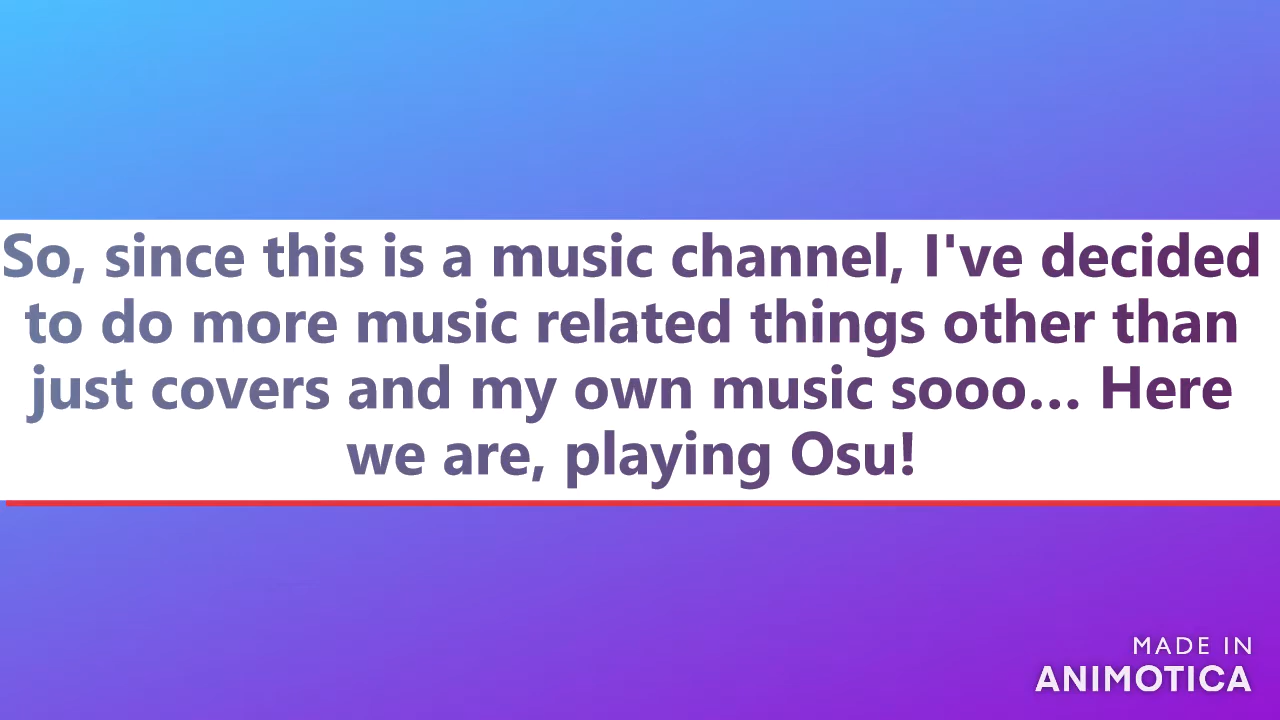 So, since this is a music channel, I've decided
to do more music related things other than
just covers and my own music sooo... Here
we are, playing Osu!
MADE IN
ANIMOTICA